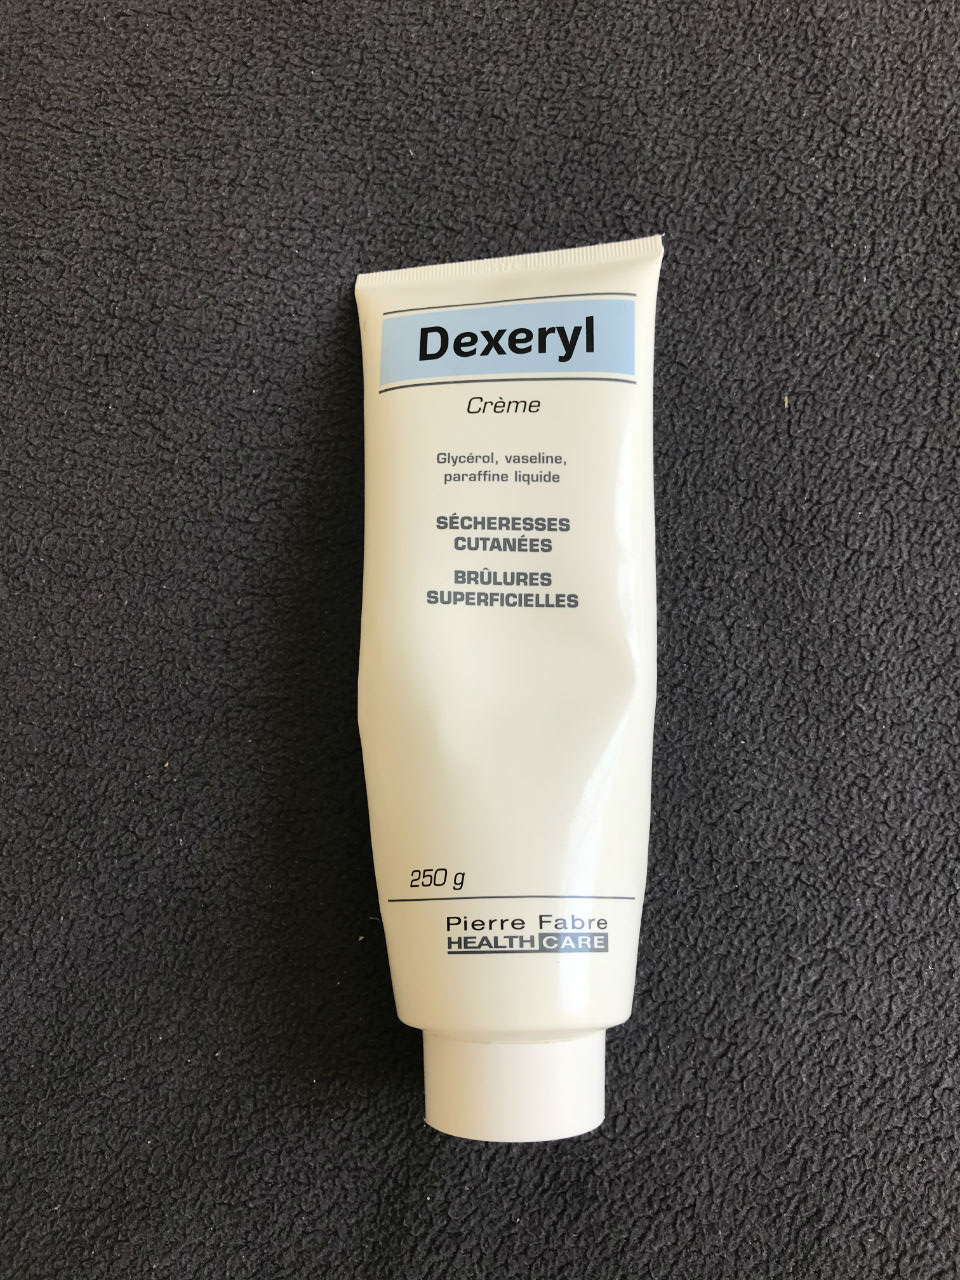 Dexeryl
Crème
Glycérol, vaseline,
paraffine liquide
SÉCHERESSES
CUTANÉES
BRÛLURES
SUPERFICIELLES
250 g
Pierre Fabre
HEALTH CARE